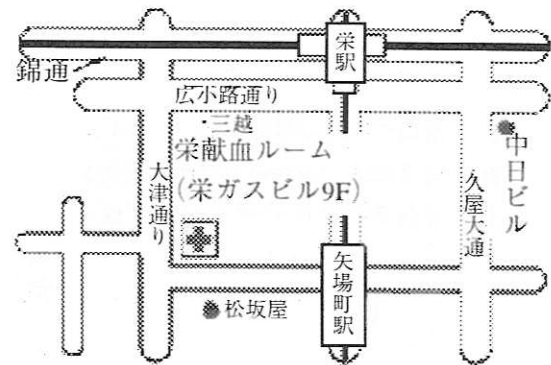 栄駅
錦通
広小路通り
・三越
栄献血ルーム
(栄ガスビル9F)
大津通り
久屋大通
中日ビル
矢場町駅
松坂屋